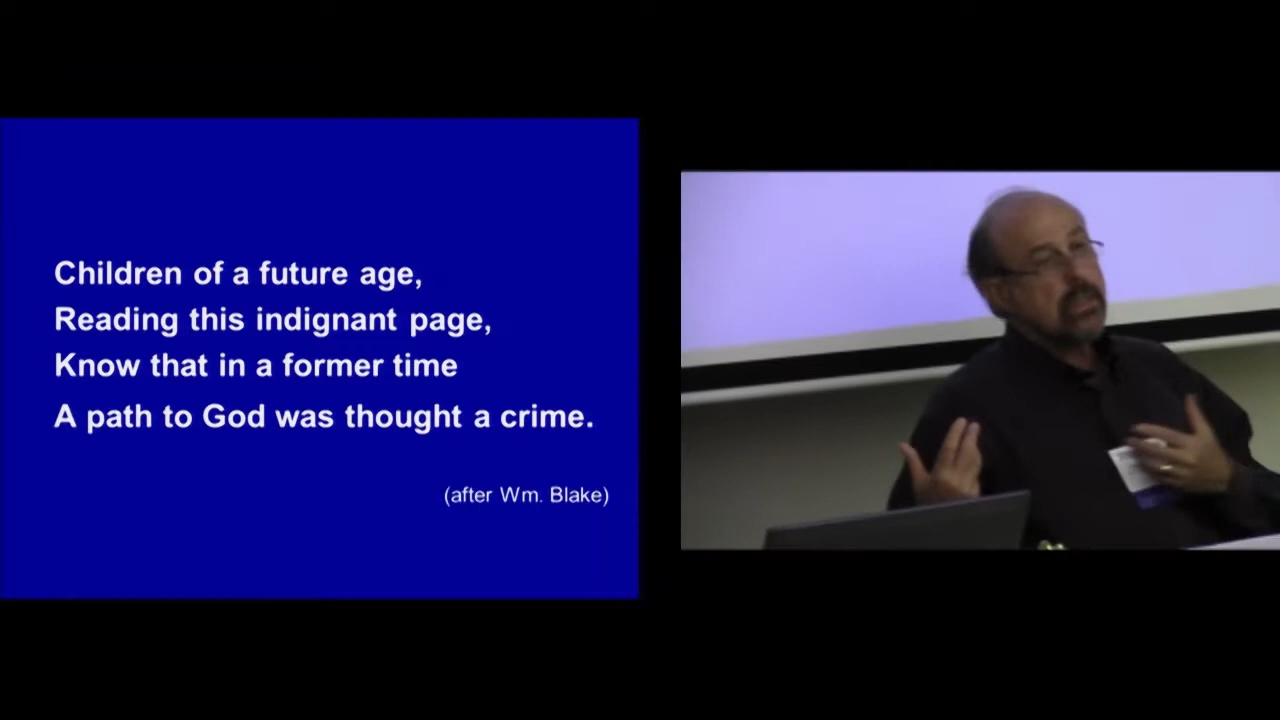 Children of a future age,
Reading this indignant page,
Know that in a former time
A path to God was thought a crime.
(after Wm. Blake)